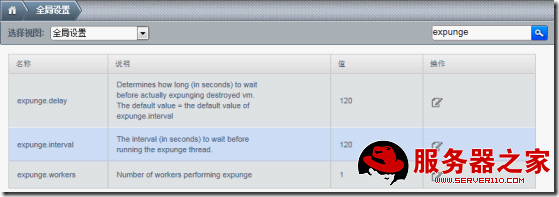 全局设置
选择视图: 全局设置
expunge
名称 说明 值 操作
expunge.delay
Determines how long (in seconds) to wait
before actually expunging destroyed vm.
The default value = the default value of
expunge.interval
120
expunge.interval
The interval (in seconds) to wait before
running the expunge thread.
120
expunge.workers
Number of workers performing expunge
1
服务器之家
WWW.SERVER110.COM